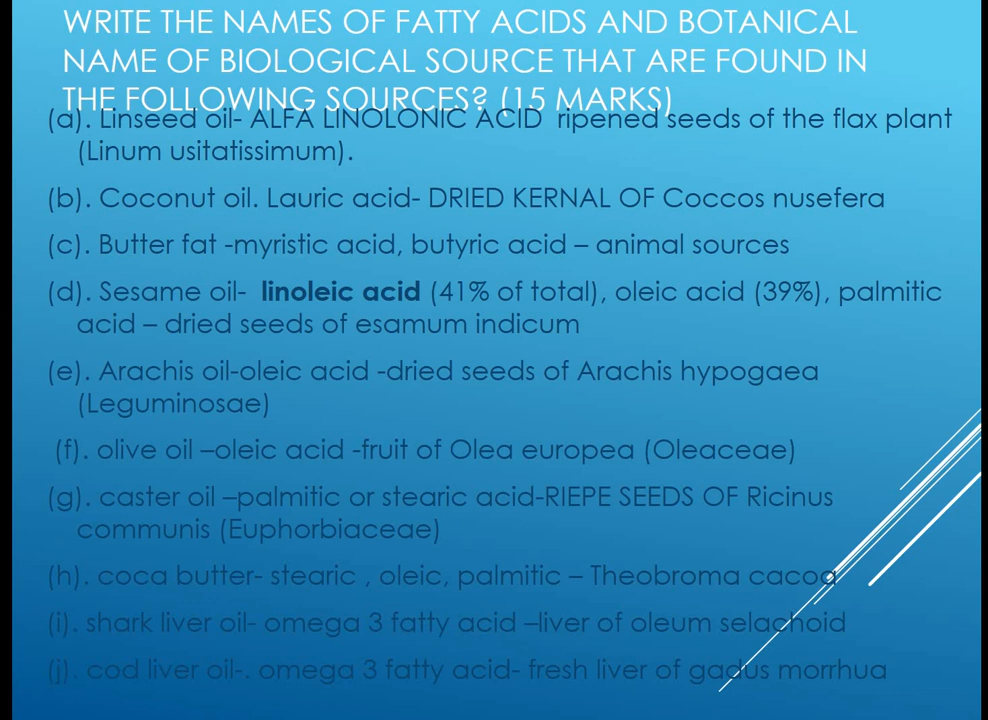 WRITE THE NAMES OF FATTY ACIDS AND BOTANICAL
NAME OF BIOLOGICAL SOURCE THAT ARE FOUND IN
THE FOLLOWING SOURCES? (15 MARKS)
(a). Linseed oil- ALFA LINOLONIC ACID ripened seeds of the flax plant
(Linum usitatissimum).
(b). Coconut oil. Lauric acid- DRIED KERNAL OF Coccos nusefera
(c). Butter fat -myristic acid, butyric acid – animal sources
(d). Sesame oil- linoleic acid (41% of total), oleic acid (39%), palmitic
acid – dried seeds of esamum indicum
(e). Arachis oil-oleic acid -dried seeds of Arachis hypogaea
(Leguminosae)
(f). olive oil –oleic acid -fruit of Olea europea (Oleaceae)
(g). caster oil –palmitic or stearic acid-RIEPE SEEDS OF Ricinus
communis (Euphorbiaceae)
(h). coca butter- stearic , oleic, palmitic – Theobroma cacoa
(i). shark liver oil- omega 3 fatty acid –liver of oleum selachoid
(j). cod liver oil-. omega 3 fatty acid- fresh liver of gadus morrhua